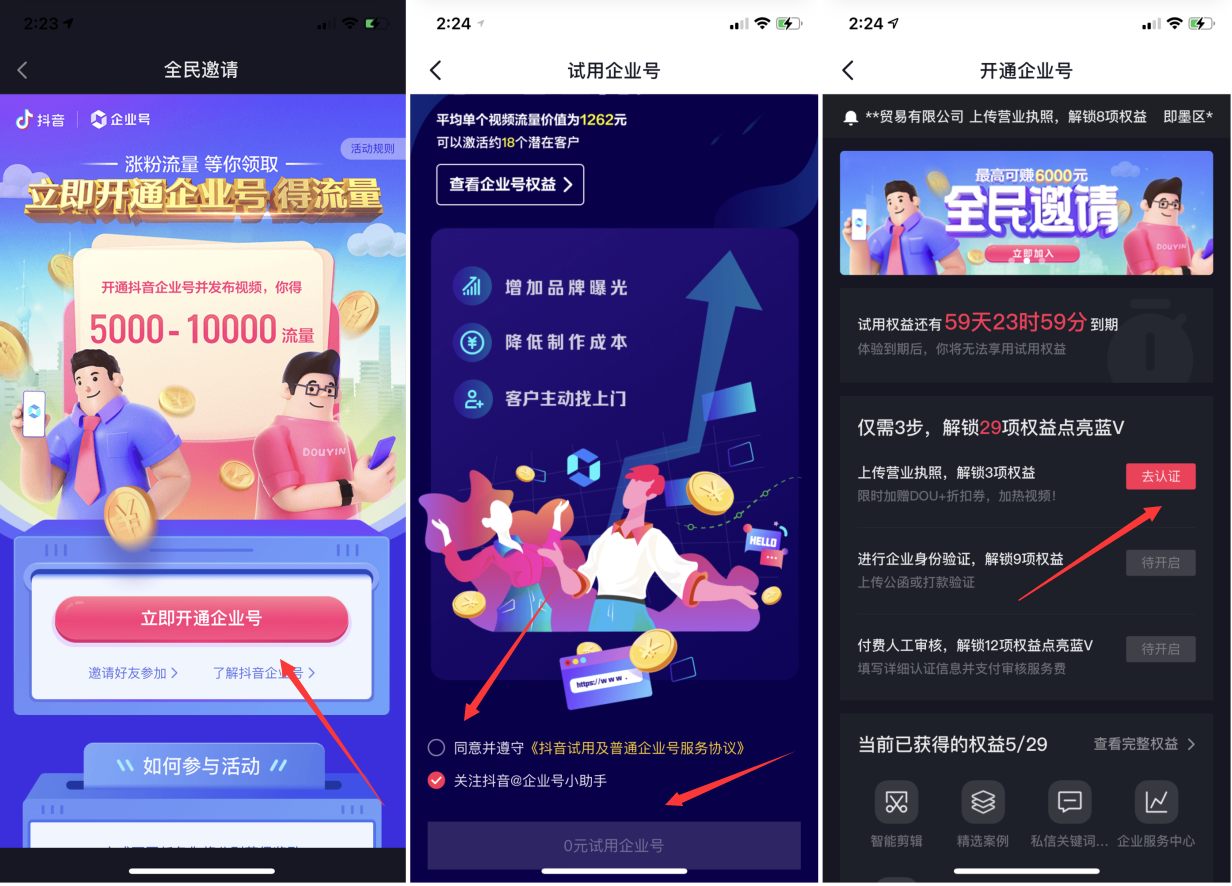 2:23
全民邀请
抖音 企业号
活动规则
涨粉流量 等你领取
立即开通企业号 得流量
开通抖音企业号并发布视频，你得
5000-10000流量
DOUYIN
立即开通企业号
邀请好友参加
了解抖音企业号
如何参与活动
2:24
试用企业号
平均单个视频流量价值为1262元
可以激活约18个潜在客户
查看企业号权益
增加品牌曝光
降低制作成本
客户主动找上门
HELLO
https://www.
同意并遵守《抖音试用及普通企业号服务协议》
关注抖音@企业号小助手
0元试用企业号
2:24
开通企业号
**贸易有限公司 上传营业执照，解锁8项权益 即墨区*
最高可赚6000元
全民邀请
立即加入
DOUYIN
试用权益还有59天23时59分到期
体验到期后，你将无法享用试用权益
仅需3步，解锁29项权益点亮蓝V
上传营业执照，解锁3项权益
限时加赠DOU+折扣券，加热视频！
去认证
进行企业身份验证，解锁9项权益
上传公函或打款验证
待开启
付费人工审核，解锁12项权益点亮蓝V
填写详细认证信息并支付审核服务费
待开启
当前已获得的权益5/29
查看完整权益
智能剪辑
精选案例
私信关键词...
企业服务中心